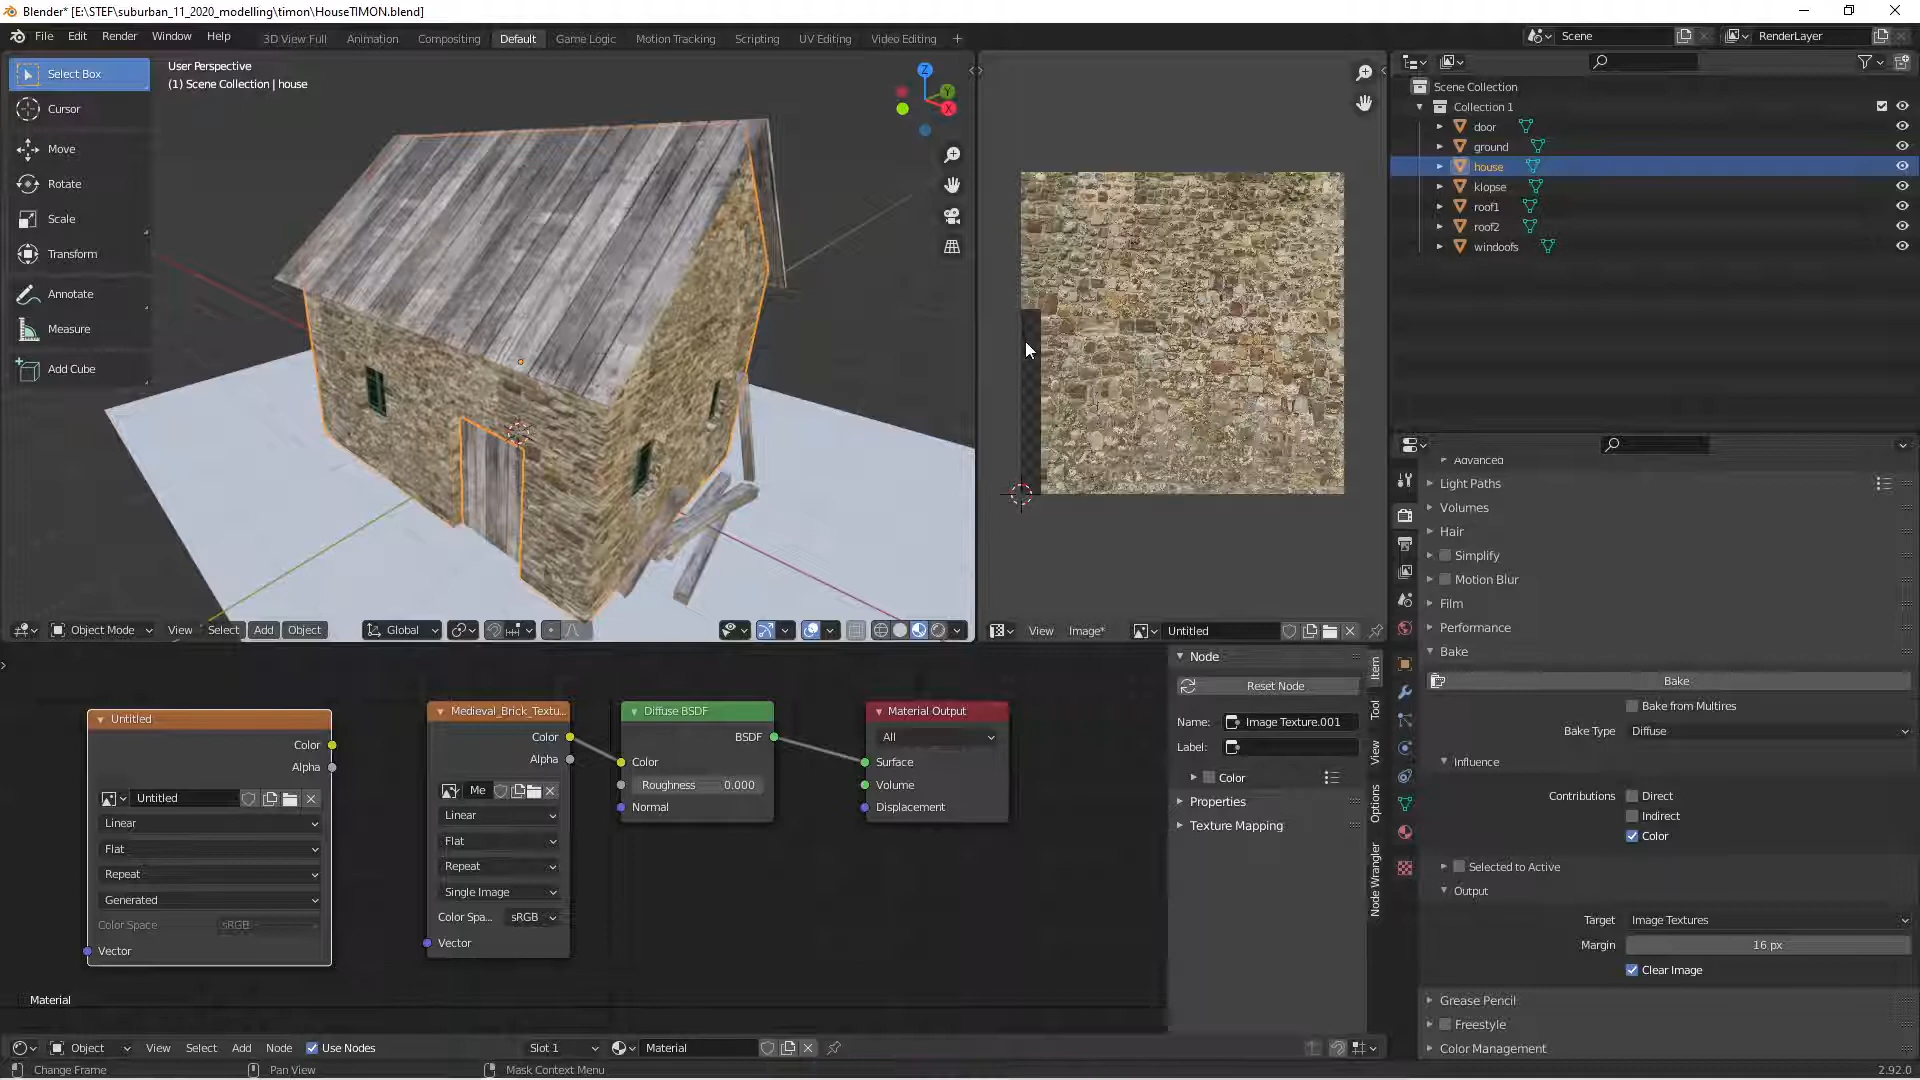 Blender* [E:\STEF\suburban_11_2020_modelling\timon\HouseTIMON.blend]
File Edit Render Window Help 3D View Full Animation Compositing Default Game Logic Motion Tracking Scripting UV Editing Video Editing + Scene RenderLayer
Select Box
Cursor
Move
Rotate
Scale
Transform
Annotate
Measure
Add Cube
User Perspective
(1) Scene Collection | house
Z
Y
X
Object Mode View Select Add Object Global
View Image* Untitled
Scene Collection
Collection 1
door
ground
house
klopse
roof1
roof2
windoofs
Advanced
Light Paths
Volumes
Hair
Simplify
Motion Blur
Film
Performance
Bake
Bake
Bake from Multires
Bake Type Diffuse
Influence
Contributions Direct
Indirect
Color
Selected to Active
Output
Target Image Textures
Margin 16 px
Clear Image
Grease Pencil
Freestyle
Color Management
Untitled
Color
Alpha
Untitled
Linear
Flat
Repeat
Generated
Color Space sRGB
Vector
Medieval_Brick_Textu...
Color
Alpha
Me
Linear
Flat
Repeat
Single Image
Color Spa... sRGB
Vector
Diffuse BSDF
BSDF
Color
Roughness 0.000
Normal
Material Output
All
Surface
Volume
Displacement
Node
Reset Node
Name: Image Texture.001
Label:
Color
Properties
Texture Mapping
Item
Tool
View
Options
Node Wrangler
Material
Object View Select Add Node Use Nodes Slot 1 Material
Change Frame Pan View Mask Context Menu 2.92.0